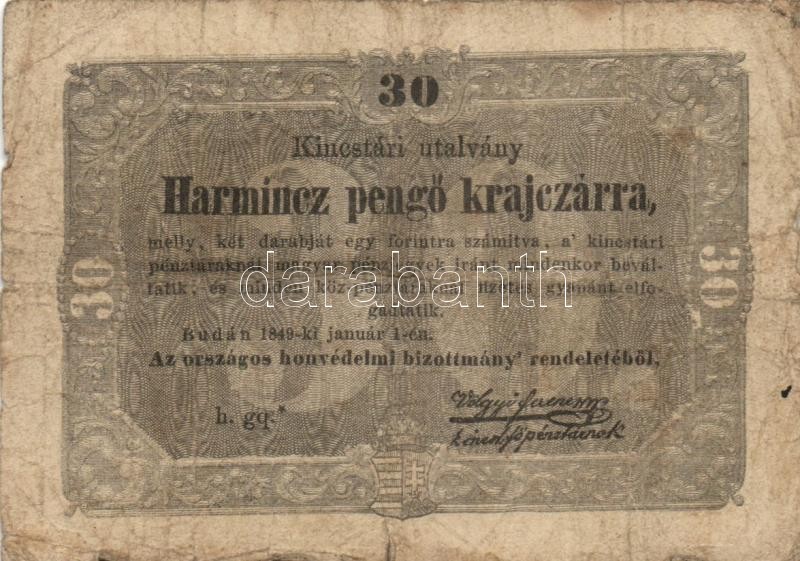 30
Kincstári utalvány
Harmincz pengő krajczárra,
melly, két darabját egy forintra számítva, a' kincstári
pénztáraknál magyar pénzjegyek iránt mindenkor bevál-
tatik, és minden köz-pénztárakban fizetés gyanánt elfo-
gadtatik.
Budán 1849-ki január 1-én.
Az országos honvédelmi bizottmány' rendeletéből,
h. gq.*
30
30
darabanth